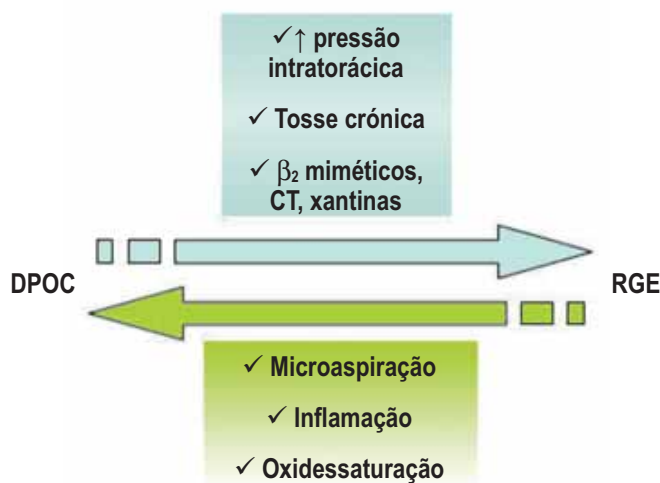 ✓ ↑ pressão
intratorácica
✓ Tosse crónica
✓ β₂ miméticos,
CT, xantinas
DPOC
RGE
✓ Microaspiração
✓ Inflamação
✓ Oxidessaturação